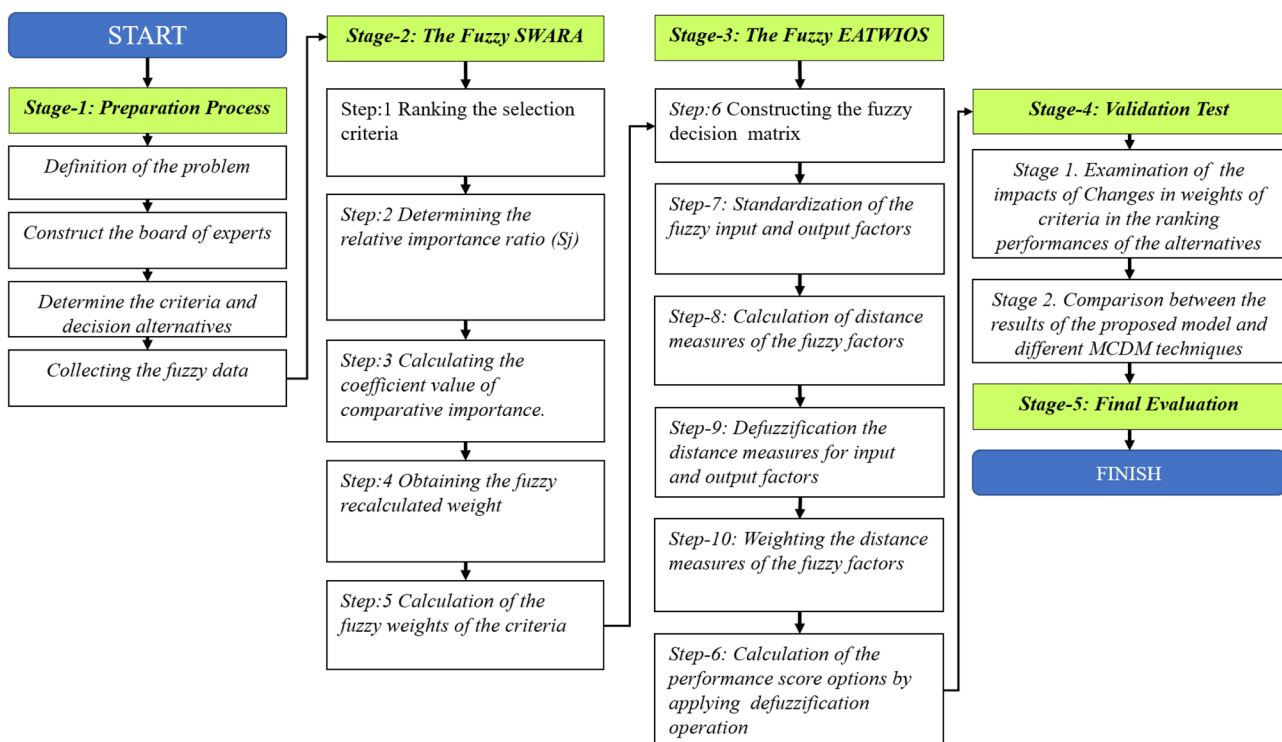 START
Stage-1: Preparation Process
Definition of the problem
Construct the board of experts
Determine the criteria and
decision alternatives
Collecting the fuzzy data
Stage-2: The Fuzzy SWARA
Step:1 Ranking the selection
criteria
Step:2 Determining the
relative importance ratio (Sj)
Step:3 Calculating the
coefficient value of
comparative importance.
Step:4 Obtaining the fuzzy
recalculated weight
Step:5 Calculation of the
fuzzy weights of the criteria
Stage-3: The Fuzzy EATWIOS
Step:6 Constructing the fuzzy
decision matrix
Step-7: Standardization of the
fuzzy input and output factors
Step-8: Calculation of distance
measures of the fuzzy factors
Step-9: Defuzzification the
distance measures for input
and output factors
Step-10: Weighting the distance
measures of the fuzzy factors
Step-6: Calculation of the
performance score options by
applying defuzzification
operation
Stage-4: Validation Test
Stage 1. Examination of the
impacts of Changes in weights of
criteria in the ranking
performances of the alternatives
Stage 2. Comparison between the
results of the proposed model and
different MCDM techniques
Stage-5: Final Evaluation
FINISH